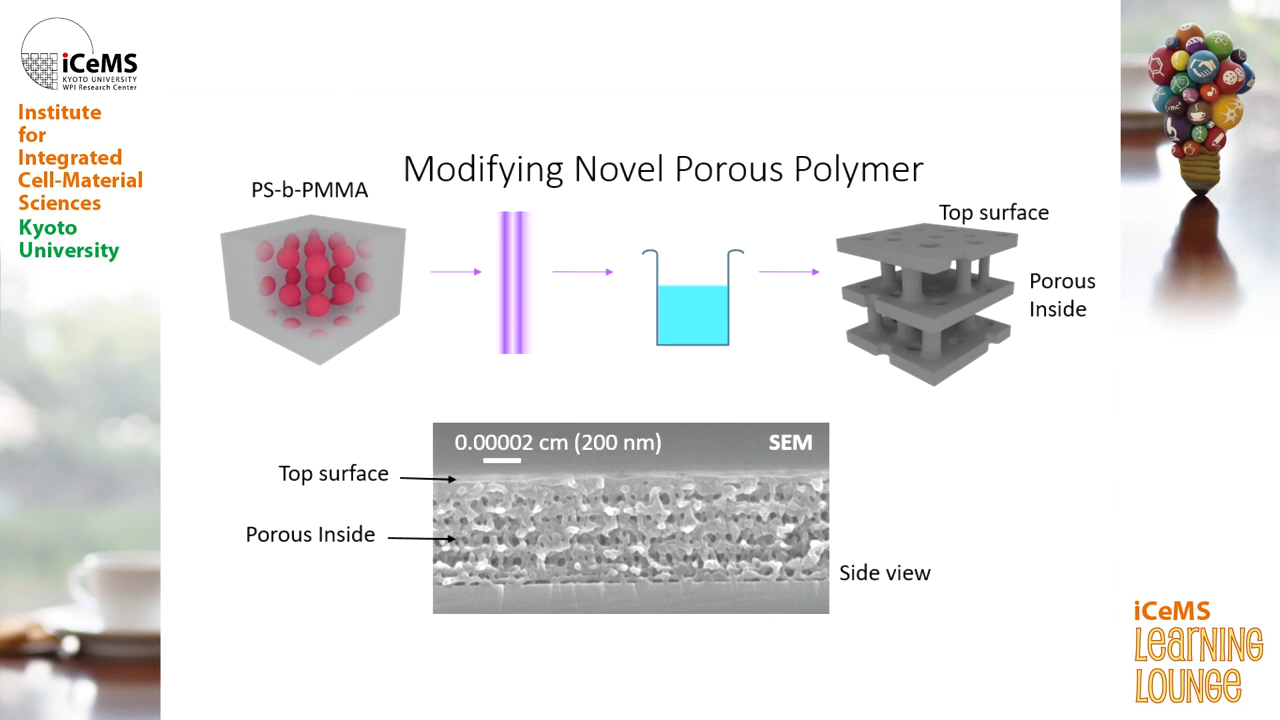 iCeMS
KYOTO UNIVERSITY
WPI Research Center
Institute
for
Integrated
Cell-Material
Sciences
Kyoto
University
Modifying Novel Porous Polymer
PS-b-PMMA
Top surface
Porous
Inside
0.00002 cm (200 nm)
SEM
Top surface
Porous Inside
Side view
iCeMS
Learning
Lounge